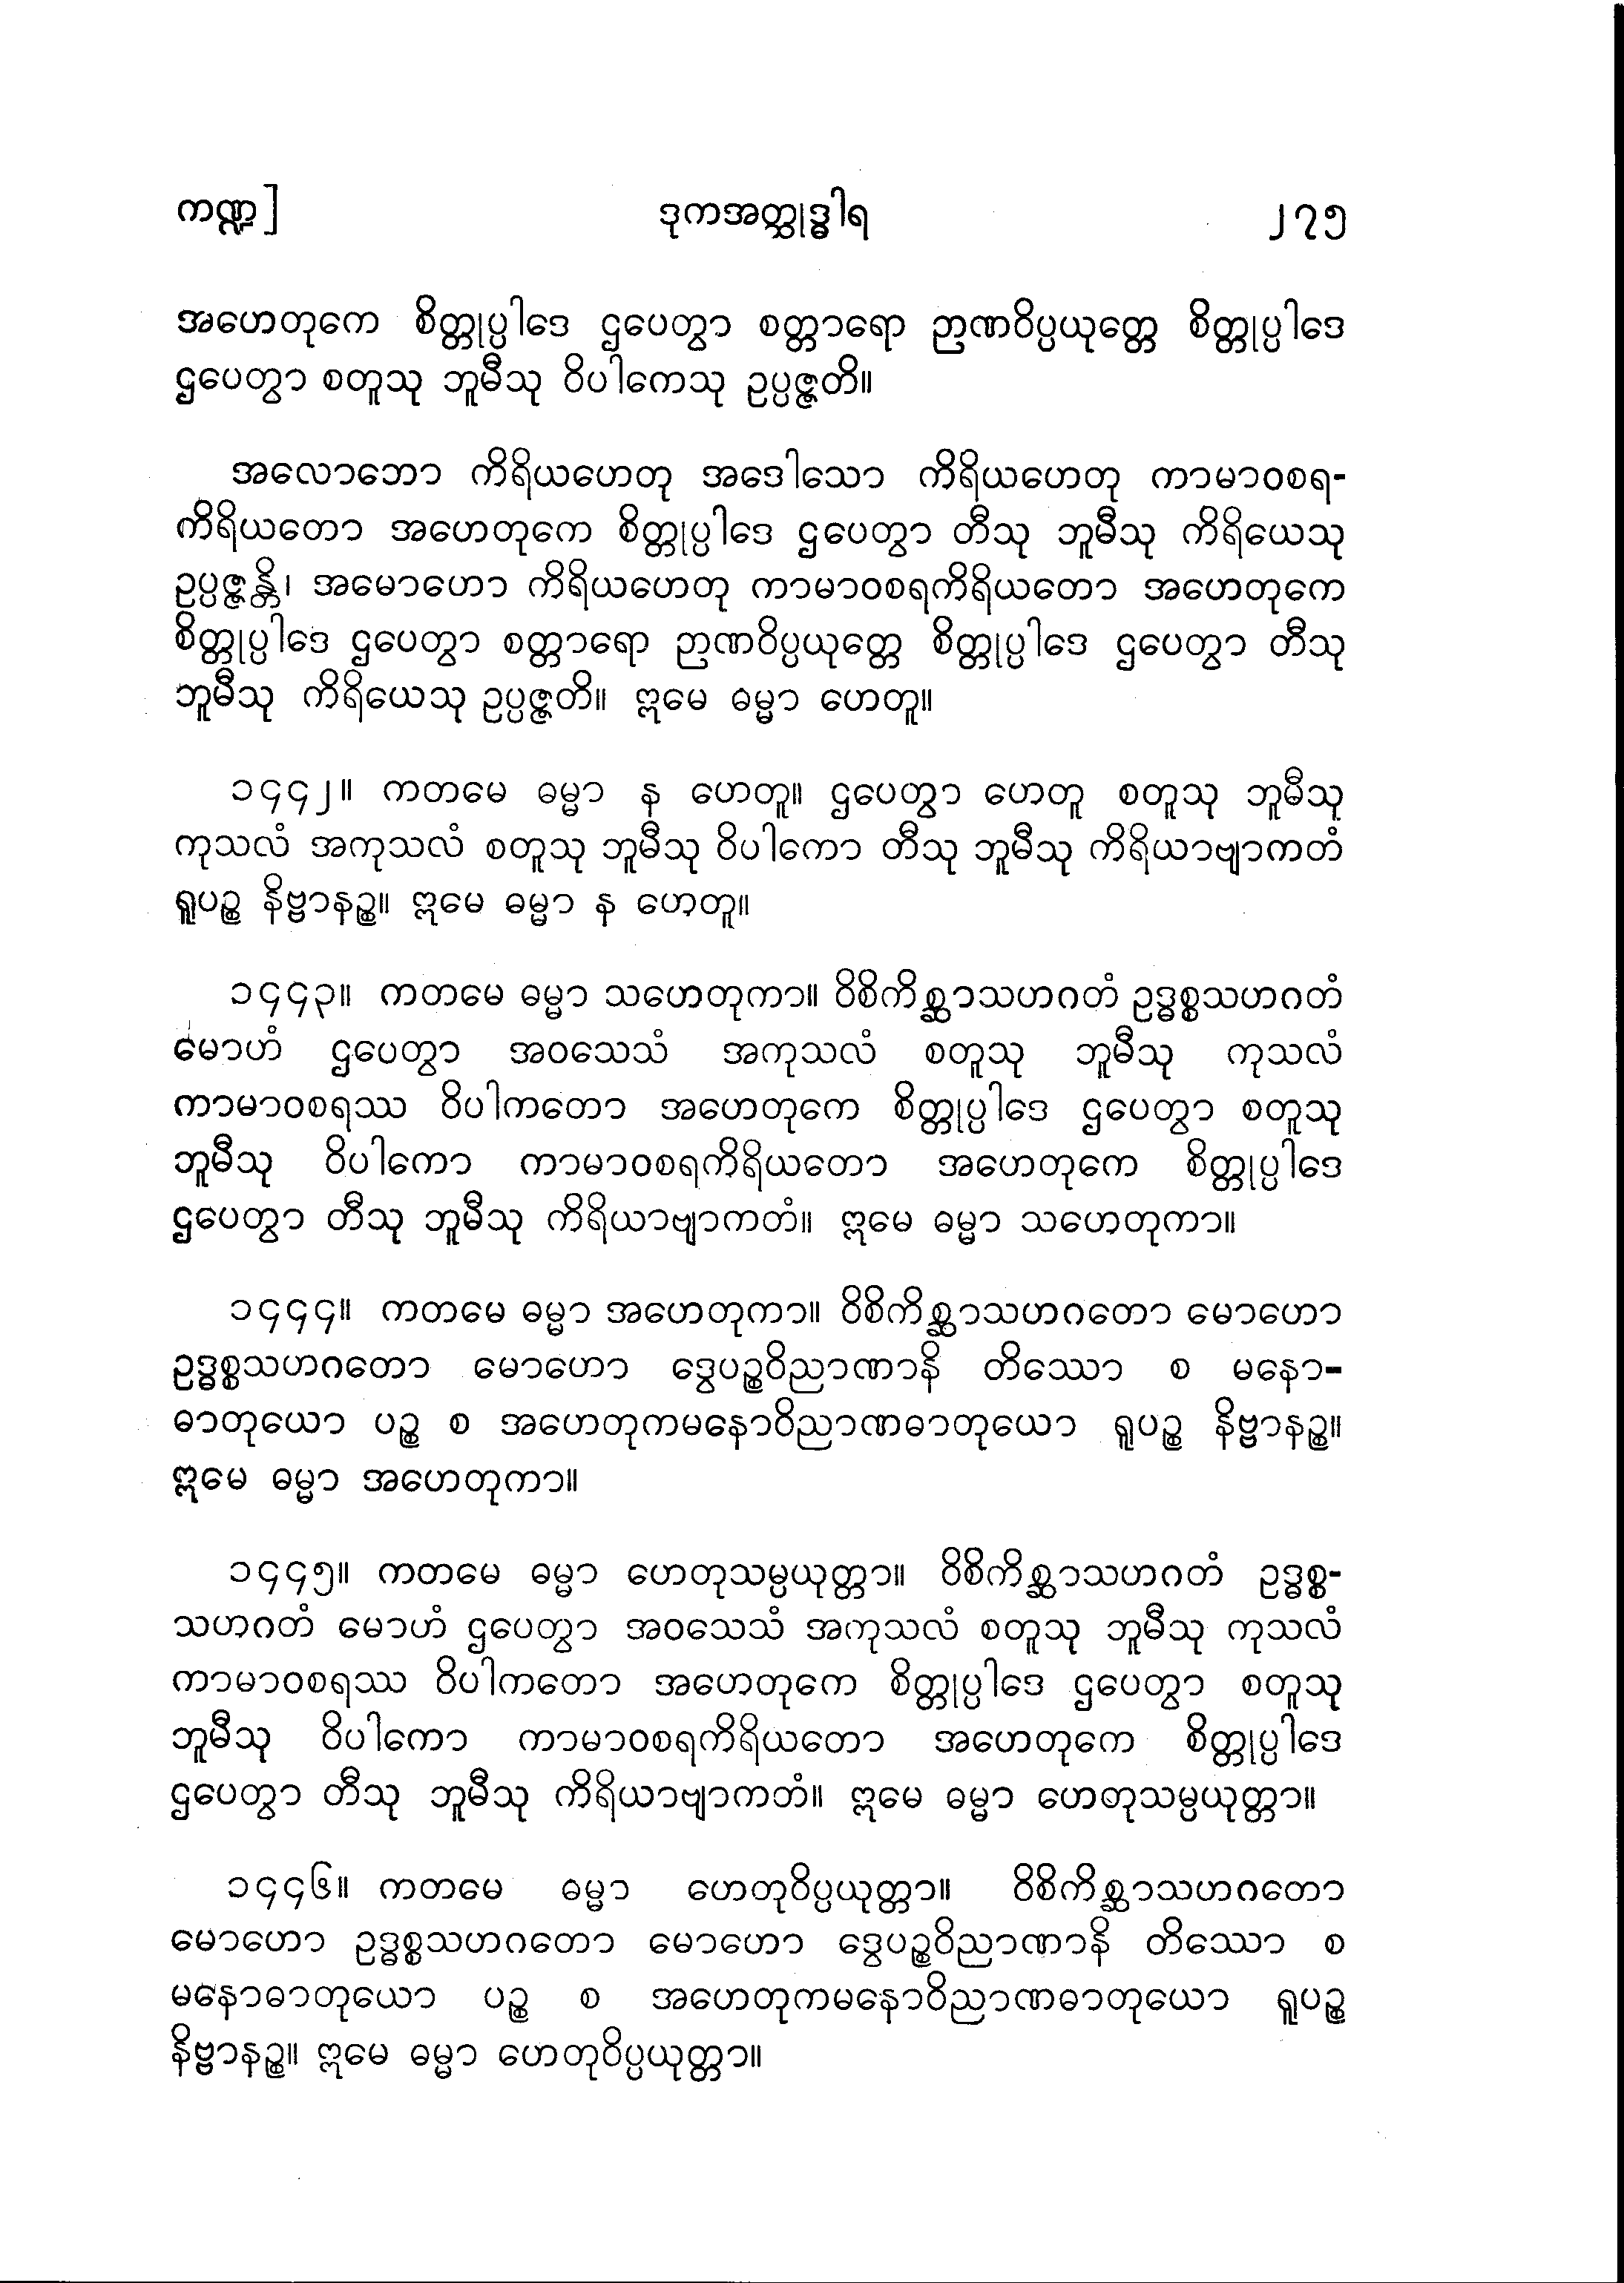 ကဏ္ဍ]	ဒုကအတ္ထုဒ္ဓါရ	၂၇၅
အဟေတုကေ စိတ္တုပ္ပါဒေ ဌပေတွာ စတ္တာရော ဉာဏဝိပ္ပယုတ္တေ စိတ္တုပ္ပါဒေ
ဌပေတွာ စတူသု ဘူမီသု ဝိပါကေသု ဥပ္ပဇ္ဇတိ။
အလောဘော ကိရိယဟေတု အဒေါသော ကိရိယဟေတု ကာမာဝစရ-
ကိရိယတော အဟေတုကေ စိတ္တုပ္ပါဒေ ဌပေတွာ တီသု ဘူမီသု ကိရိယေသု
ဥပ္ပဇ္ဇန္တိ၊ အမောဟော ကိရိယဟေတု ကာမာဝစရကိရိယတော အဟေတုကေ
စိတ္တုပ္ပါဒေ ဌပေတွာ စတ္တာရော ဉာဏဝိပ္ပယုတ္တေ စိတ္တုပ္ပါဒေ ဌပေတွာ တီသု
ဘူမီသု ကိရိယေသု ဥပ္ပဇ္ဇတိ။ ဣမေ ဓမ္မာ ဟေတူ။
၁၄၄၂။ ကတမေ ဓမ္မာ န ဟေတူ။ ဌပေတွာ ဟေတူ စတူသု ဘူမီသု
ကုသလံ အကုသလံ စတူသု ဘူမီသု ဝိပါကော တီသု ဘူမီသု ကိရိယာဗျာကတံ
ရူပဉ္စ နိဗ္ဗာနဉ္စ။ ဣမေ ဓမ္မာ န ဟေတူ။
၁၄၄၃။ ကတမေ ဓမ္မာ သဟေတုကာ။ ဝိစိကိစ္ဆာသဟဂတံ ဥဒ္ဓစ္စသဟဂတံ
မောဟံ ဌပေတွာ အဝသေသံ အကုသလံ စတူသု ဘူမီသု ကုသလံ
ကာမာဝစရဿ ဝိပါကတော အဟေတုကေ စိတ္တုပ္ပါဒေ ဌပေတွာ စတူသု
ဘူမီသု ဝိပါကော ကာမာဝစရကိရိယတော အဟေတုကေ စိတ္တုပ္ပါဒေ
ဌပေတွာ တီသု ဘူမီသု ကိရိယာဗျာကတံ။ ဣမေ ဓမ္မာ သဟေတုကာ။
၁၄၄၄။ ကတမေ ဓမ္မာ အဟေတုကာ။ ဝိစိကိစ္ဆာသဟဂတော မောဟော
ဥဒ္ဓစ္စသဟဂတော မောဟော ဒွေပဉ္စဝိညာဏာနိ တိဿော စ မနော-
ဓာတုယော ပဉ္စ စ အဟေတုကမနောဝိညာဏဓာတုယော ရူပဉ္စ နိဗ္ဗာနဉ္စ။
ဣမေ ဓမ္မာ အဟေတုကာ။
၁၄၄၅။ ကတမေ ဓမ္မာ ဟေတုသမ္ပယုတ္တာ။ ဝိစိကိစ္ဆာသဟဂတံ ဥဒ္ဓစ္စ-
သဟဂတံ မောဟံ ဌပေတွာ အဝသေသံ အကုသလံ စတူသု ဘူမီသု ကုသလံ
ကာမာဝစရဿ ဝိပါကတော အဟေတုကေ စိတ္တုပ္ပါဒေ ဌပေတွာ စတူသု
ဘူမီသု ဝိပါကော ကာမာဝစရကိရိယတော အဟေတုကေ စိတ္တုပ္ပါဒေ
ဌပေတွာ တီသု ဘူမီသု ကိရိယာဗျာကတံ။ ဣမေ ဓမ္မာ ဟေတုသမ္ပယုတ္တာ။
၁၄၄၆။ ကတမေ ဓမ္မာ ဟေတုဝိပ္ပယုတ္တာ။ ဝိစိကိစ္ဆာသဟဂတော
မောဟော ဥဒ္ဓစ္စသဟဂတော မောဟော ဒွေပဉ္စဝိညာဏာနိ တိဿော စ
မနောဓာတုယော ပဉ္စ စ အဟေတုကမနောဝိညာဏဓာတုယော ရူပဉ္စ
နိဗ္ဗာနဉ္စ။ ဣမေ ဓမ္မာ ဟေတုဝိပ္ပယုတ္တာ။